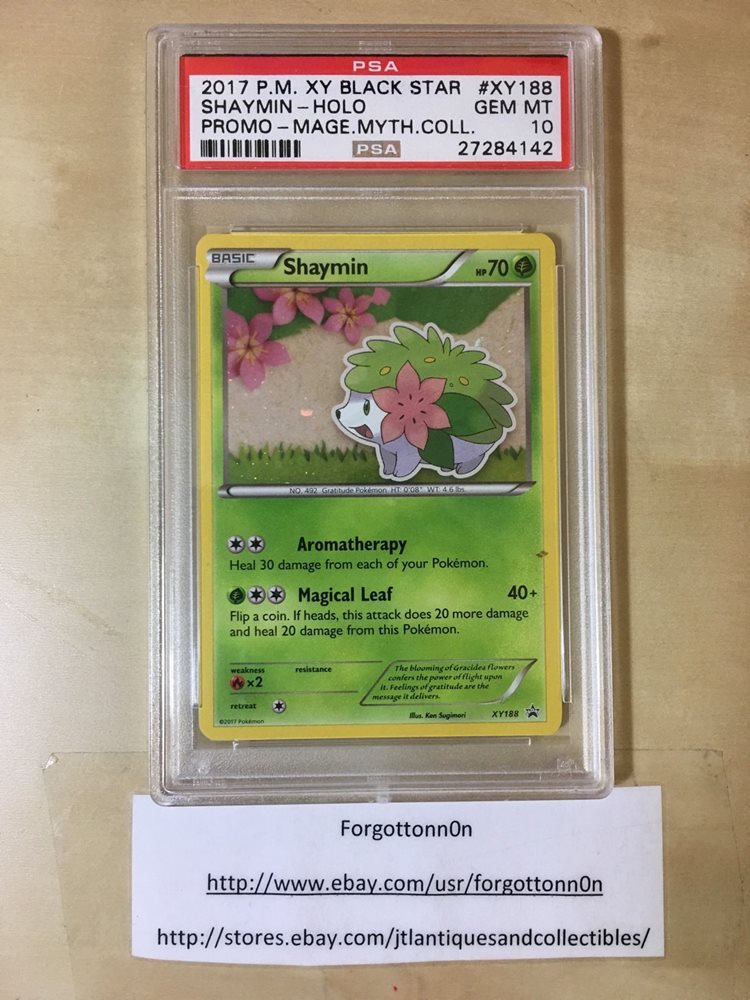 PSA
2017 P.M. XY BLACK STAR #XY188
SHAYMIN - HOLO GEM MT
PROMO - MAGE.MYTH.COLL. 10
PSA 27284142
BASIC Shaymin HP 70
NO. 492 Gratitude Pokémon HT: 0'08" WT: 4.6 lbs.
Aromatherapy
Heal 30 damage from each of your Pokémon.
Magical Leaf 40+
Flip a coin. If heads, this attack does 20 more damage
and heal 20 damage from this Pokémon.
weakness resistance
×2
retreat
The blooming of Gracidea flowers
confers the power of flight upon
it. Feelings of gratitude are the
message it delivers.
©2017 Pokémon Illus. Ken Sugimori XY188
Forgottonn0n
http://www.ebay.com/usr/forgottonn0n
http://stores.ebay.com/jtlantiquesandcollectibles/